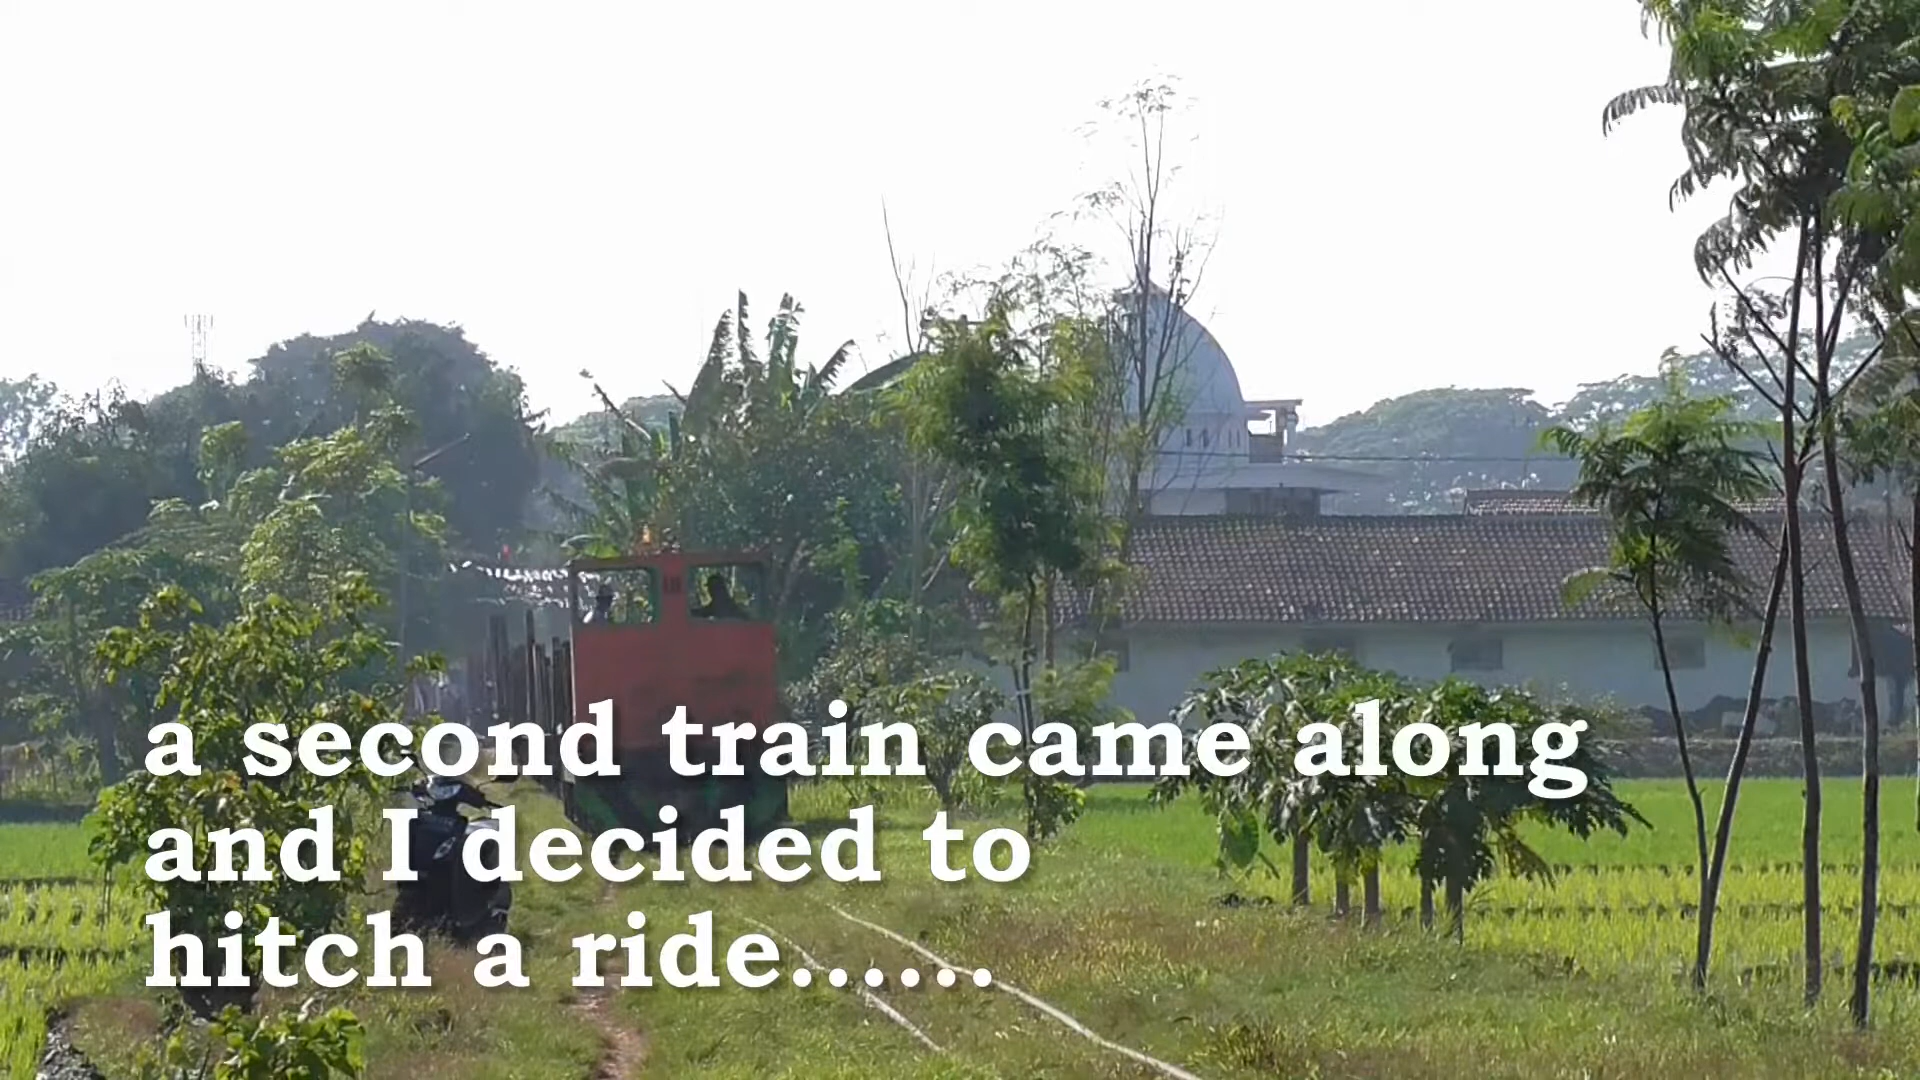 a second train came along
and I decided to
hitch a ride......